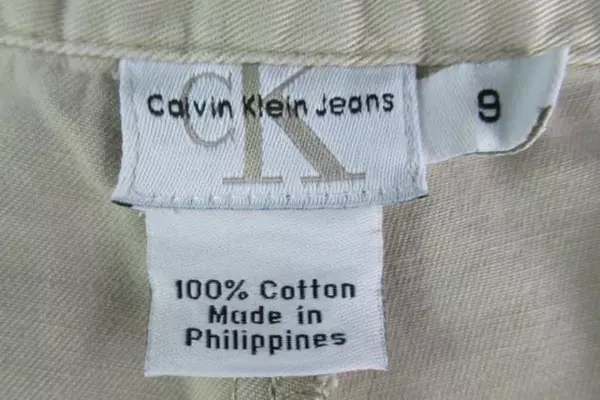 CK
Calvin Klein Jeans
9
100% Cotton
Made in
Philippines